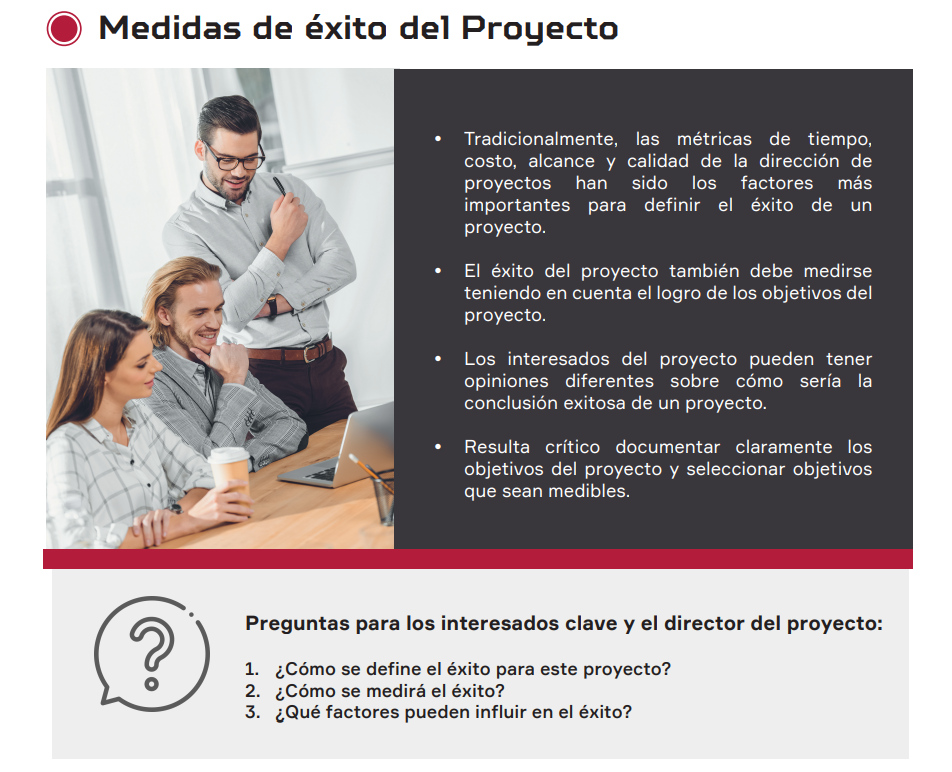 Medidas de éxito del Proyecto
• Tradicionalmente, las métricas de tiempo,
costo, alcance y calidad de la dirección de
proyectos han sido los factores más
importantes para definir el éxito de un
proyecto.
• El éxito del proyecto también debe medirse
teniendo en cuenta el logro de los objetivos del
proyecto.
• Los interesados del proyecto pueden tener
opiniones diferentes sobre cómo sería la
conclusión exitosa de un proyecto.
• Resulta crítico documentar claramente los
objetivos del proyecto y seleccionar objetivos
que sean medibles.
Preguntas para los interesados clave y el director del proyecto:
1. ¿Cómo se define el éxito para este proyecto?
2. ¿Cómo se medirá el éxito?
3. ¿Qué factores pueden influir en el éxito?